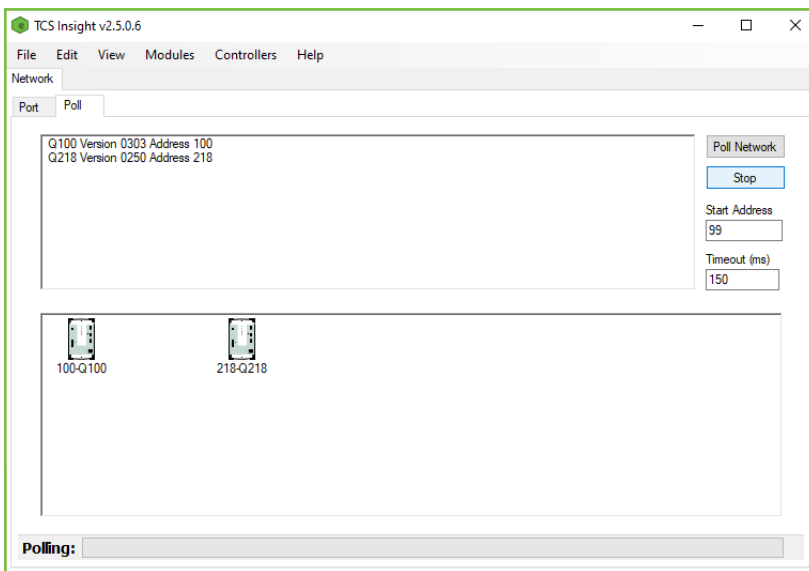 TCS Insight v2.5.0.6
File Edit View Modules Controllers Help
Network
Port Poll
Q100 Version 0303 Address 100
Q218 Version 0250 Address 218
Poll Network
Stop
Start Address
99
Timeout (ms)
150
100-Q100 218-Q218
Polling: